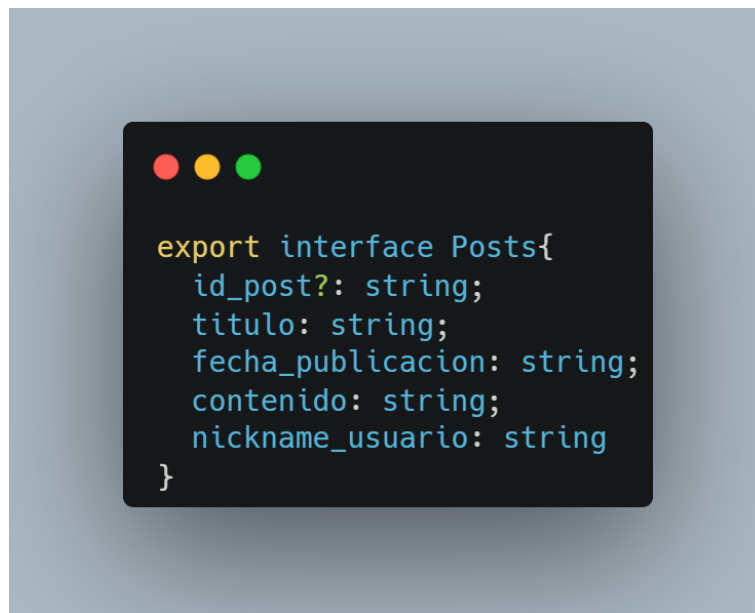 export interface Posts{
  id_post?: string;
  titulo: string;
  fecha_publicacion: string;
  contenido: string;
  nickname_usuario: string
}